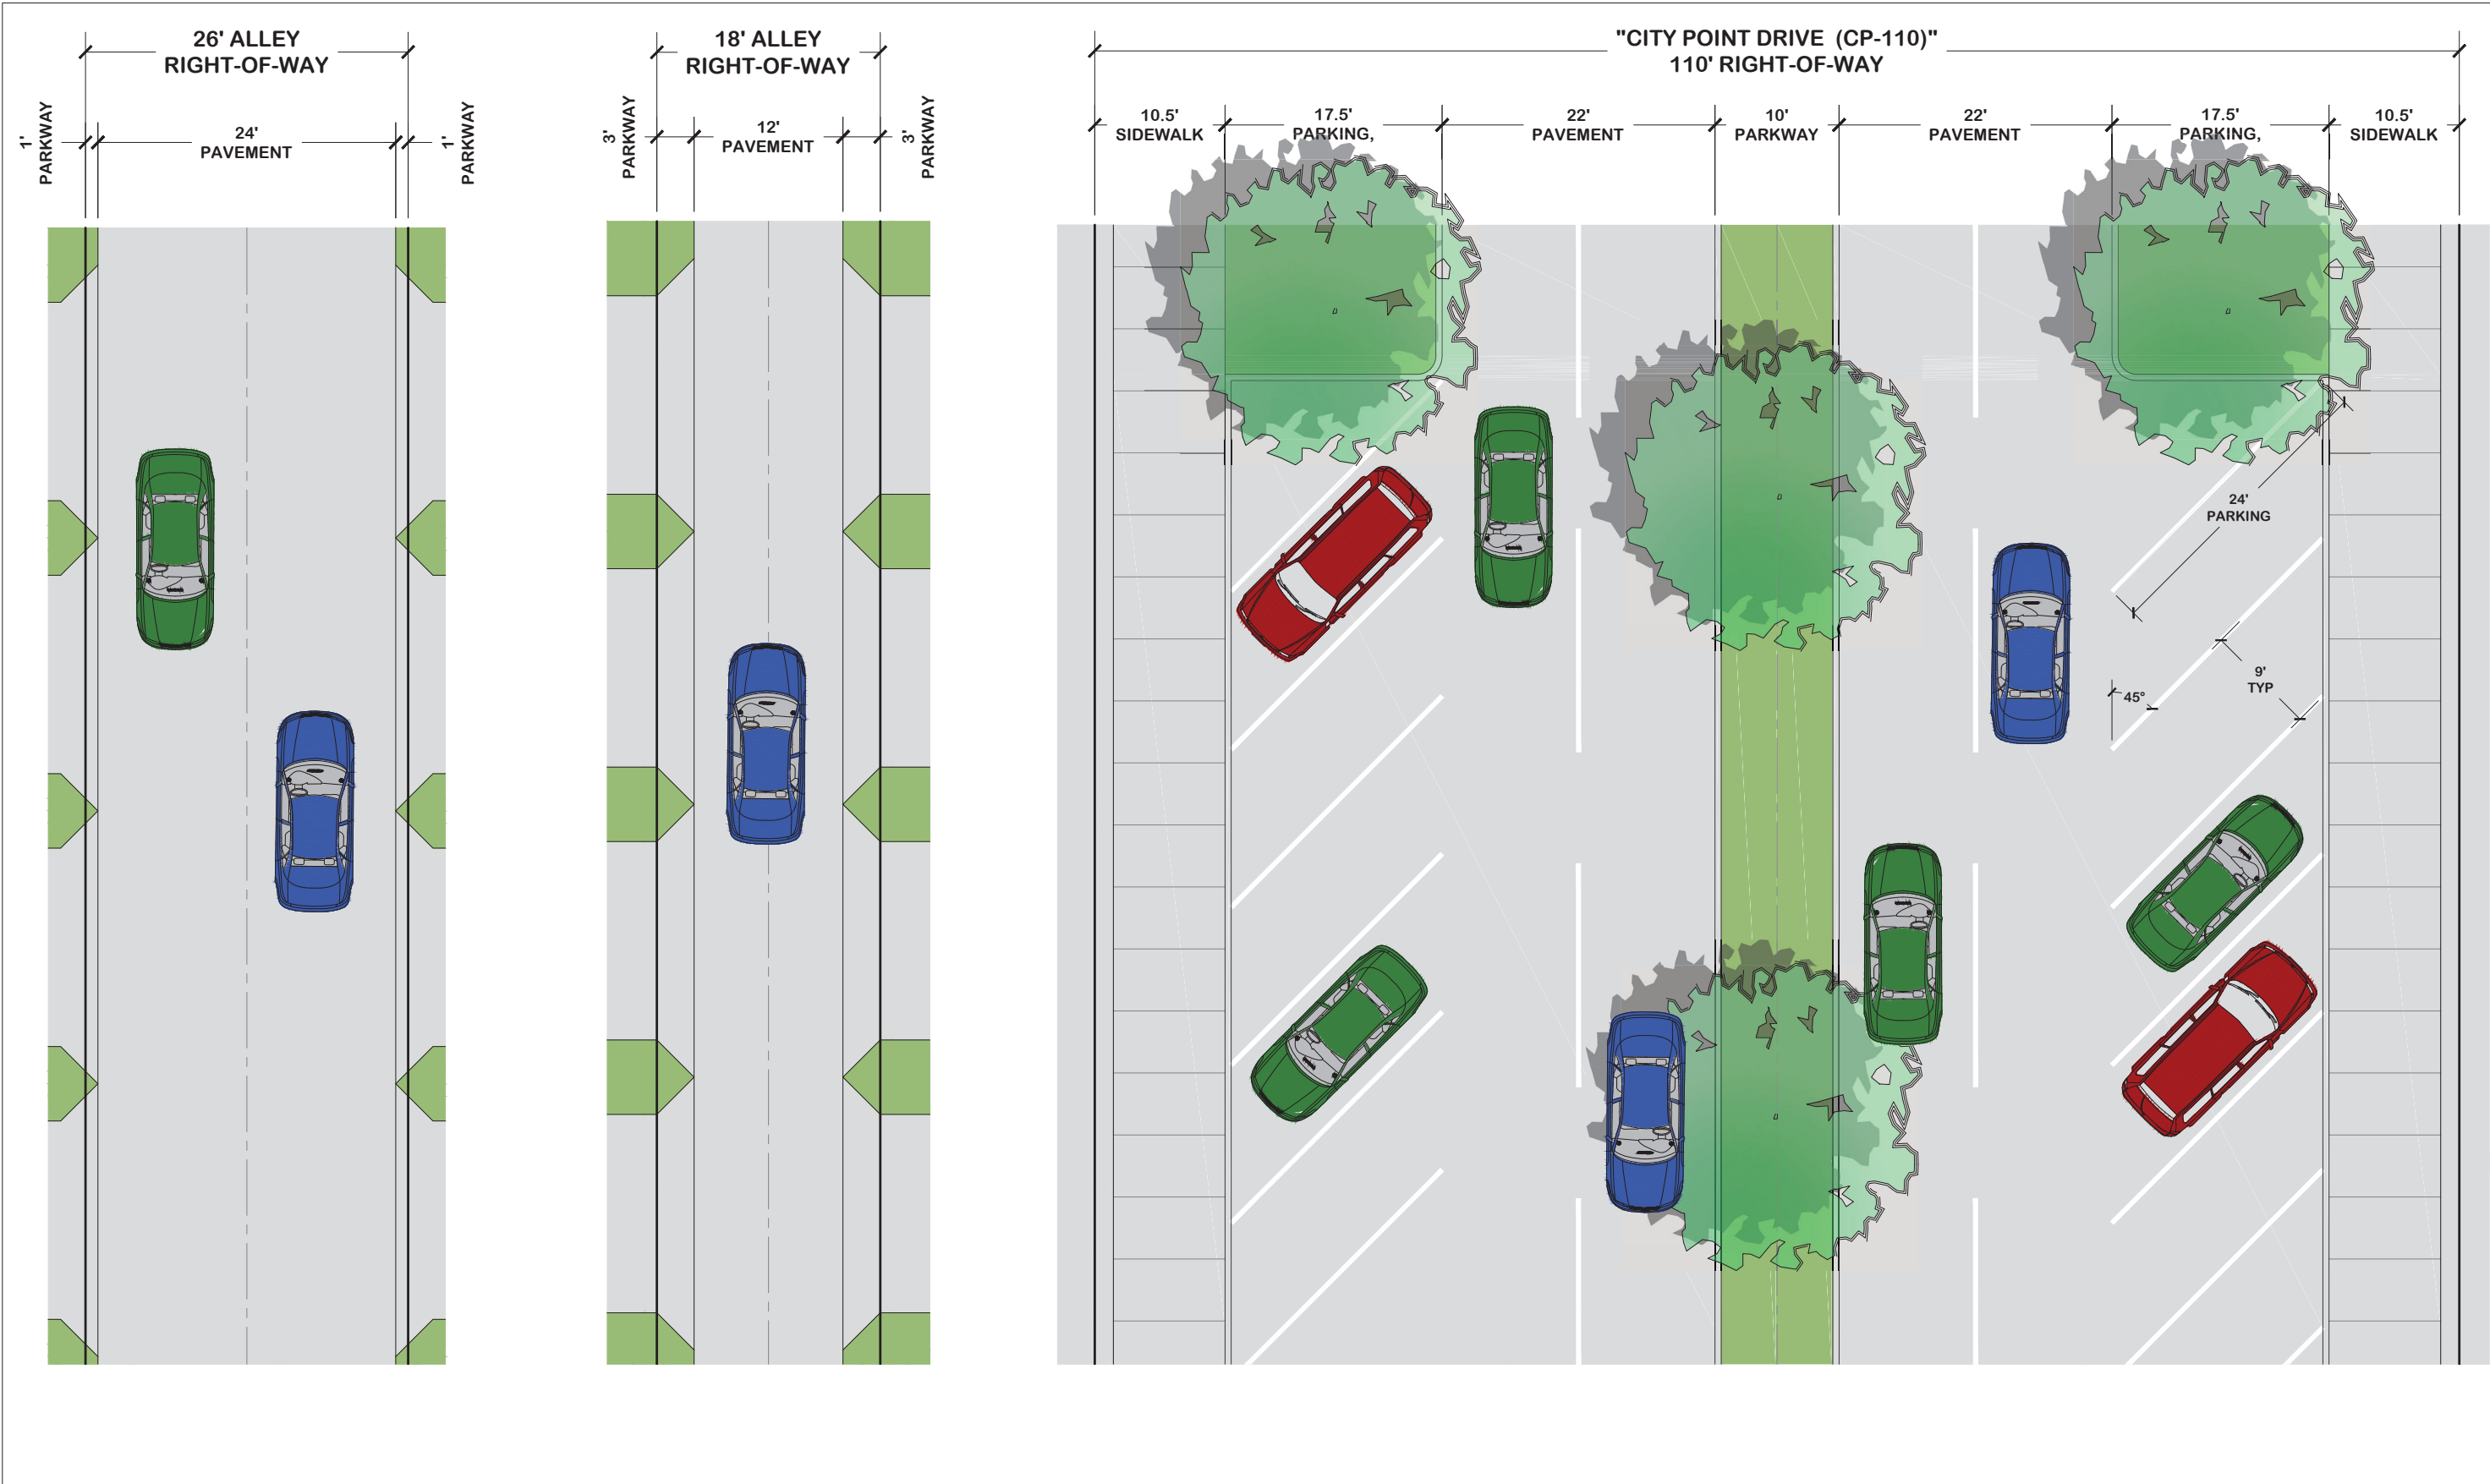 26' ALLEY
RIGHT-OF-WAY
1'
PARKWAY
24'
PAVEMENT
1'
PARKWAY
18' ALLEY
RIGHT-OF-WAY
3'
PARKWAY
12'
PAVEMENT
3'
PARKWAY
"CITY POINT DRIVE (CP-110)"
110' RIGHT-OF-WAY
10.5'
SIDEWALK
17.5'
PARKING,
22'
PAVEMENT
10'
PARKWAY
22'
PAVEMENT
17.5'
PARKING,
10.5'
SIDEWALK
24'
PARKING
9'
TYP
45°